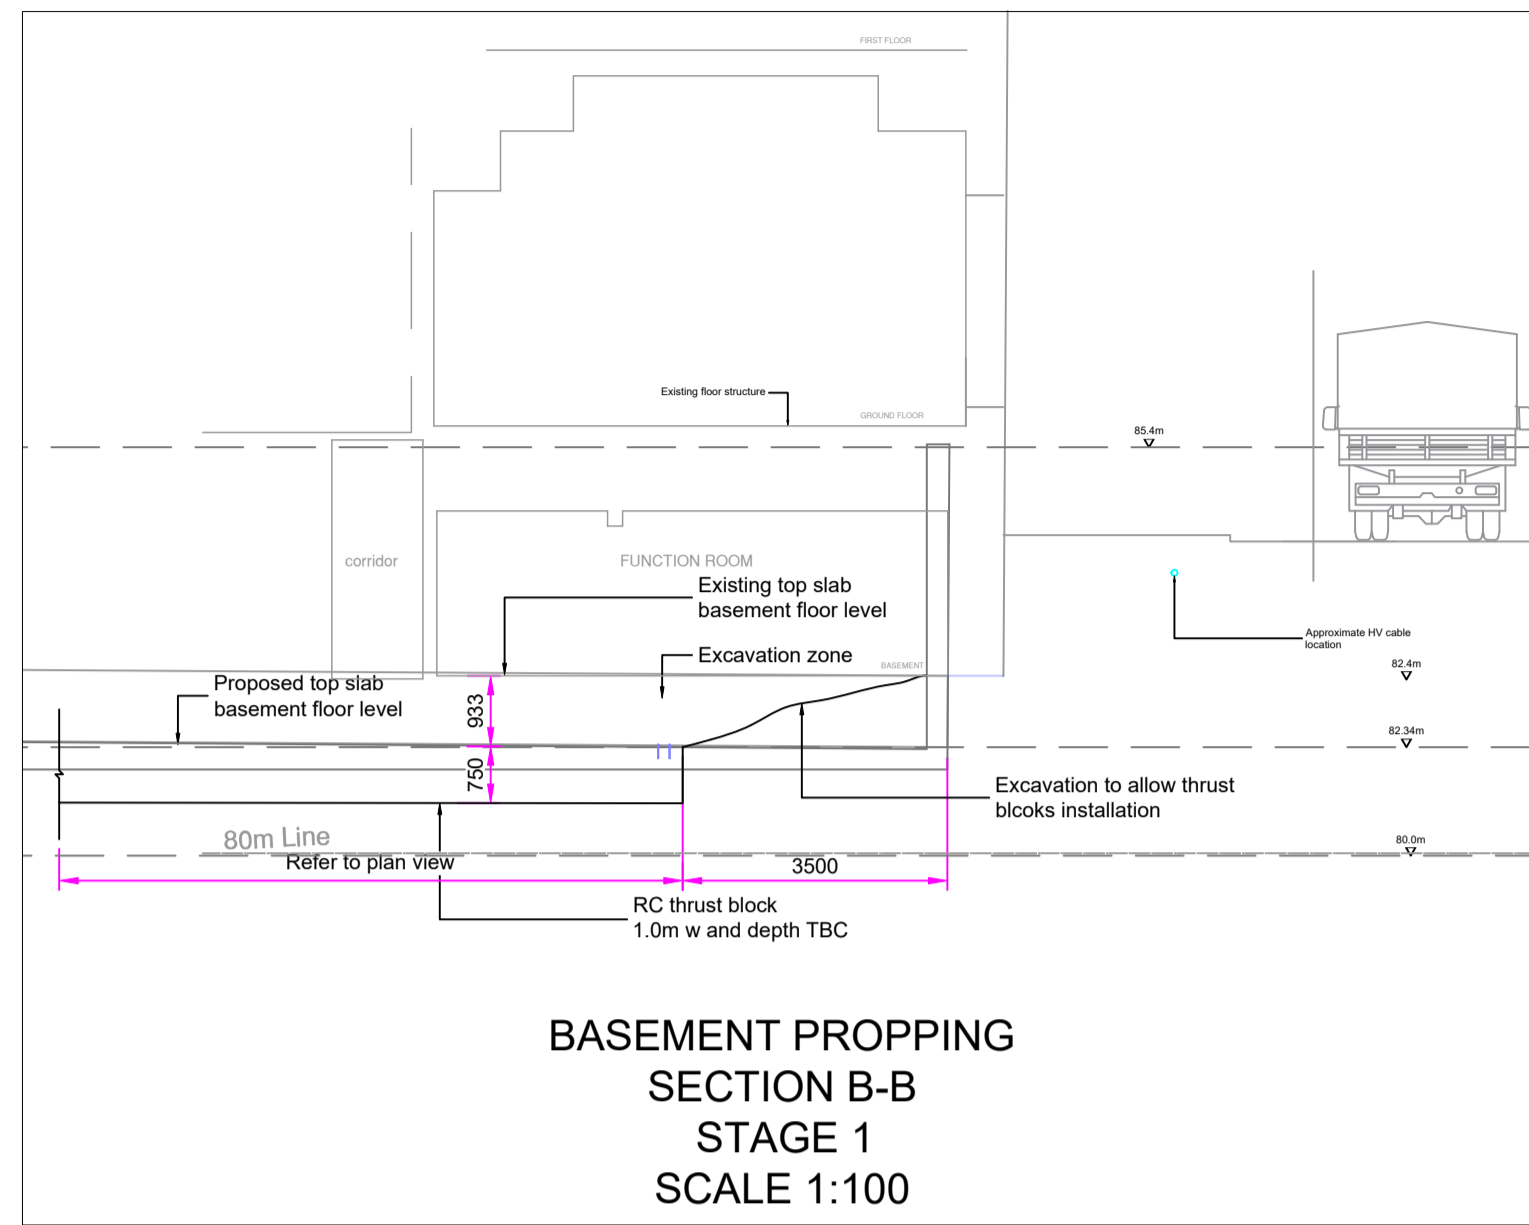 FIRST FLOOR
Existing floor structure
GROUND FLOOR
85.4m
corridor
FUNCTION ROOM
Existing top slab
basement floor level
Approximate HV cable
location
Excavation zone
BASEMENT
82.4m
Proposed top slab
basement floor level
933
82.34m
750
Excavation to allow thrust
blcoks installation
80m Line
80.0m
Refer to plan view
3500
RC thrust block
1.0m w and depth TBC
BASEMENT PROPPING
SECTION B-B
STAGE 1
SCALE 1:100